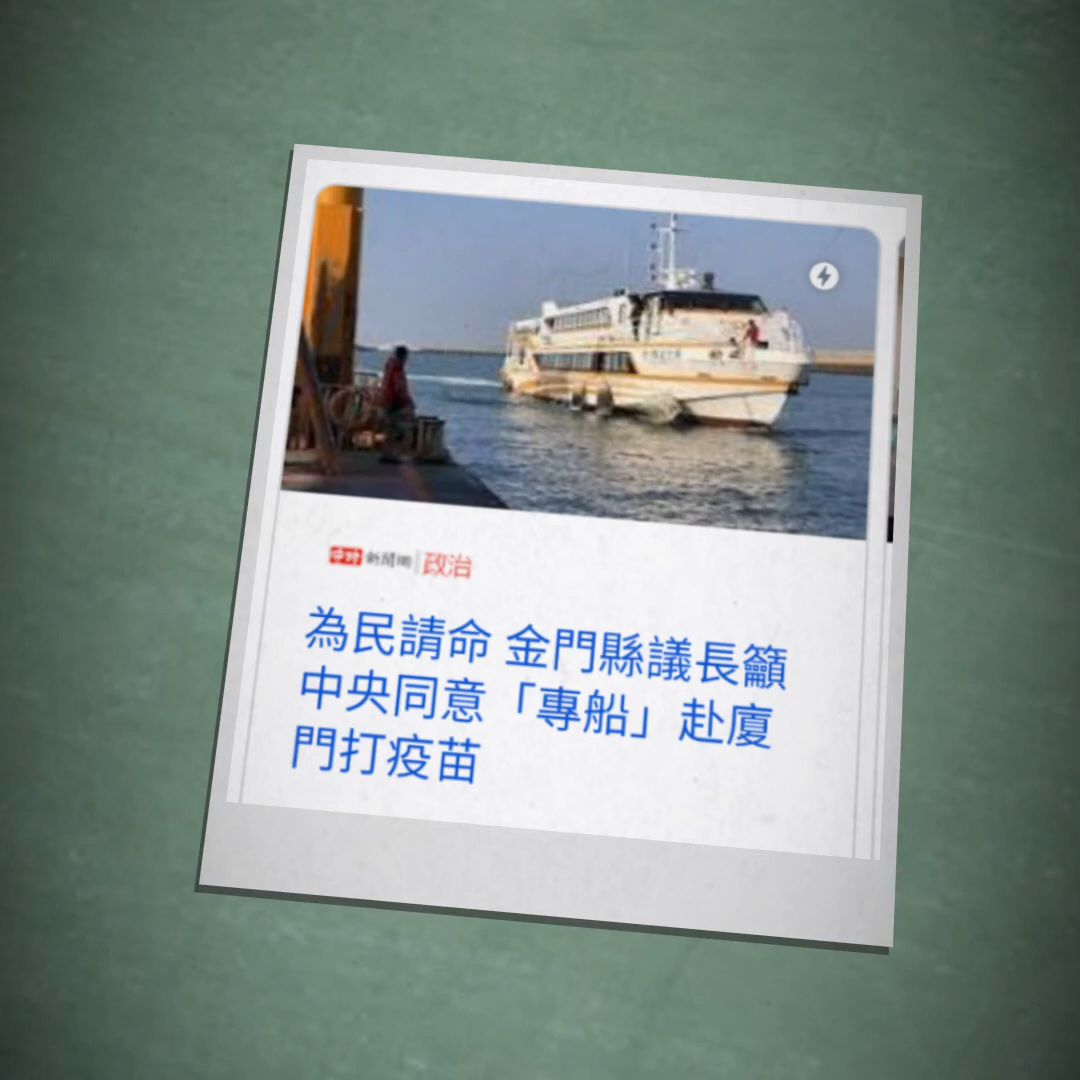 中時 新聞網 政治
為民請命 金門縣議長籲
中央同意「專船」赴廈
門打疫苗